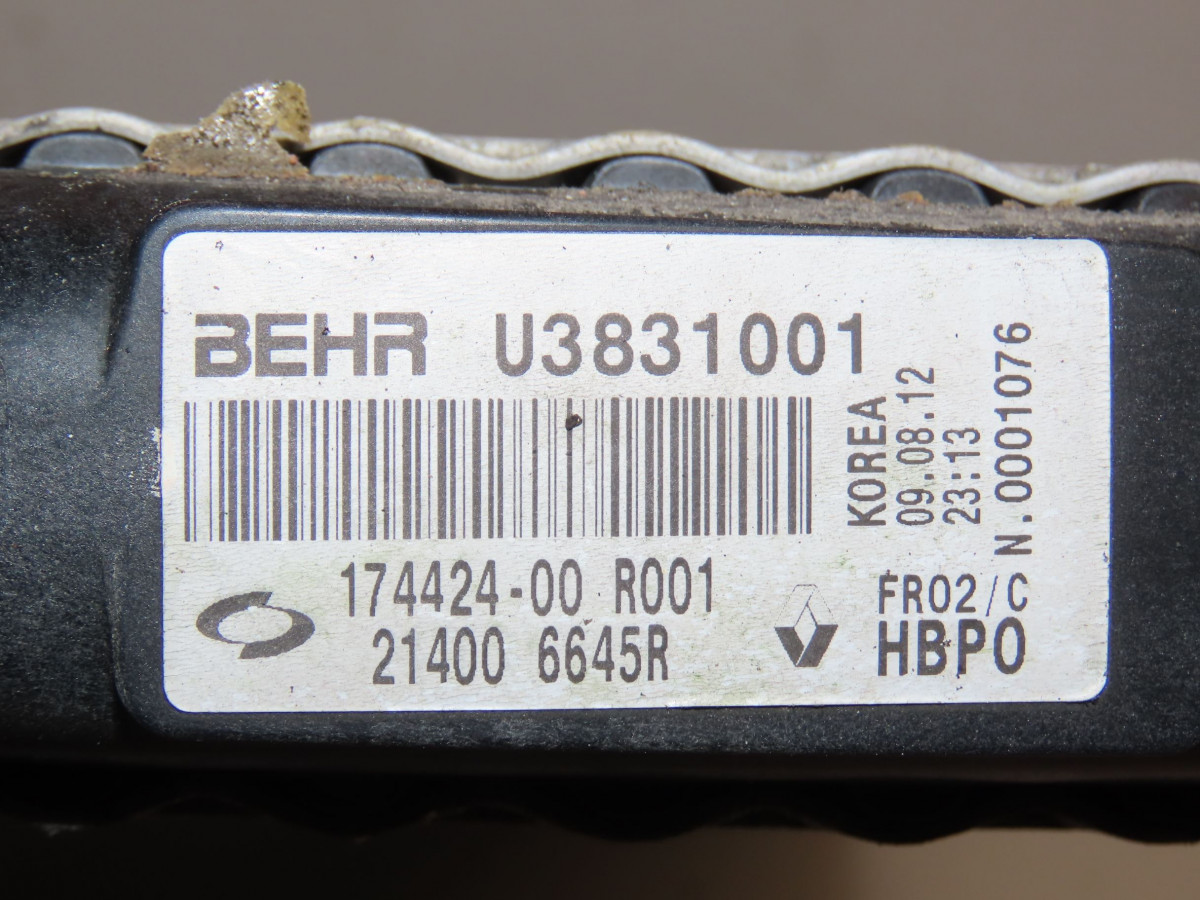 BEHR U3831001
KOREA
09.08.12
23:13
N.0001076
174424-00 R001
21400 6645R
FR02/C
HBPO